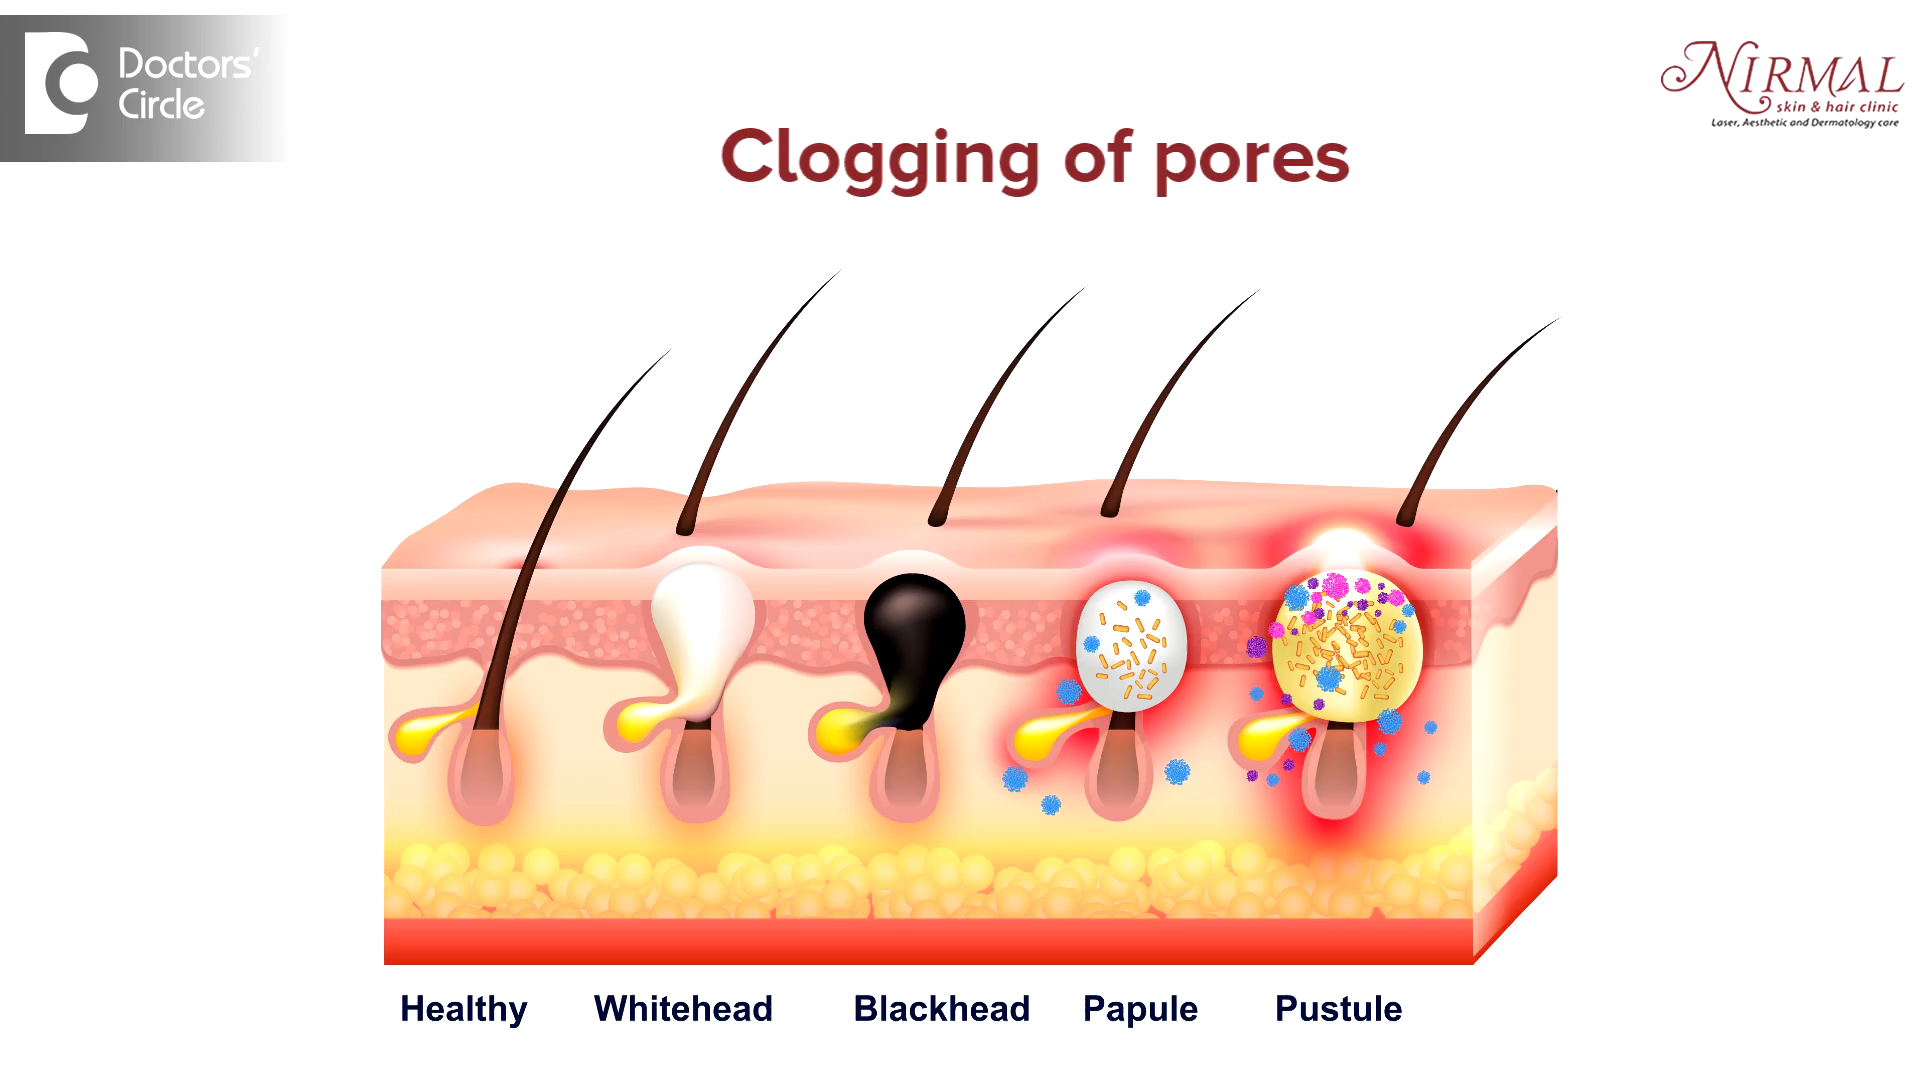 Doctors'
Circle
NIRMAL
skin & hair clinic
Laser, Aesthetic and Dermatology care
Clogging of pores
Healthy Whitehead Blackhead Papule Pustule